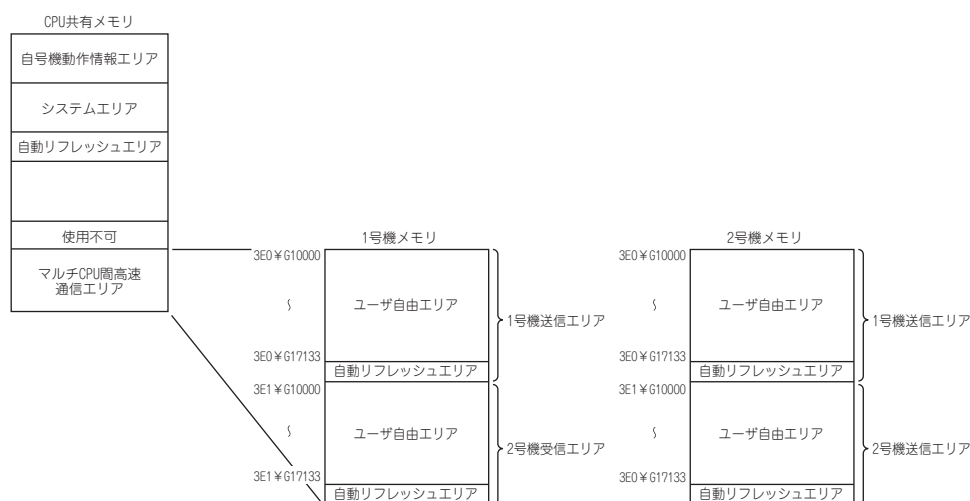 CPU共有メモリ
自号機動作情報エリア
システムエリア
自動リフレッシュエリア
使用不可
マルチCPU間高速
通信エリア
1号機メモリ
3E0¥G10000
〜
ユーザ自由エリア
1号機送信エリア
3E0¥G17133
自動リフレッシュエリア
3E1¥G10000
〜
ユーザ自由エリア
2号機受信エリア
3E1¥G17133
自動リフレッシュエリア
2号機メモリ
3E0¥G10000
〜
ユーザ自由エリア
1号機送信エリア
3E0¥G17133
自動リフレッシュエリア
3E1¥G10000
〜
ユーザ自由エリア
2号機送信エリア
3E0¥G17133
自動リフレッシュエリア